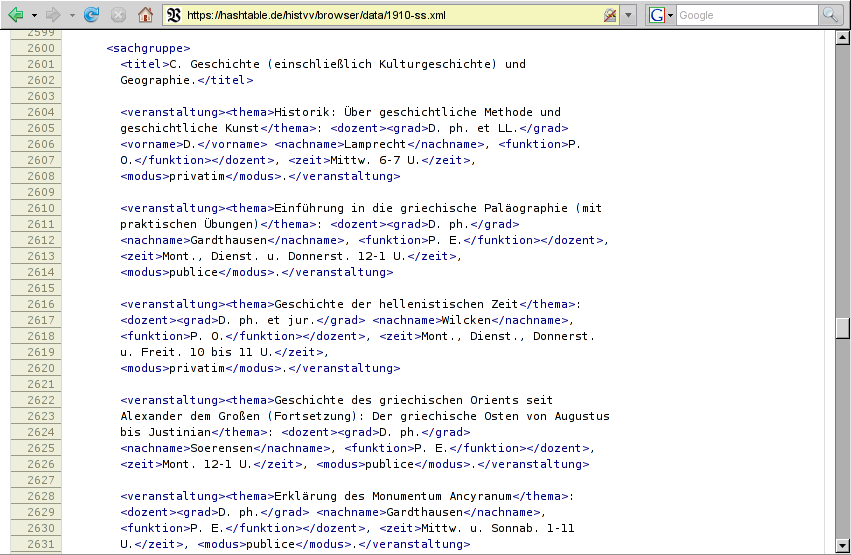 https://hashtable.de/histvv/browser/data/1910-ss.xml
Google
2599
2600 <sachgruppe>
2601 <titel>C. Geschichte (einschließlich Kulturgeschichte) und
2602 Geographie.</titel>
2603
2604 <veranstaltung><thema>Historik: Über geschichtliche Methode und
2605 geschichtliche Kunst</thema>: <dozent><grad>D. ph. et LL.</grad>
2606 <vorname>D.</vorname> <nachname>Lamprecht</nachname>, <funktion>P.
2607 O.</funktion></dozent>, <zeit>Mittw. 6-7 U.</zeit>,
2608 <modus>privatim</modus>.</veranstaltung>
2609
2610 <veranstaltung><thema>Einführung in die griechische Paläographie (mit
2611 praktischen Übungen)</thema>: <dozent><grad>D. ph.</grad>
2612 <nachname>Gardthausen</nachname>, <funktion>P. E.</funktion></dozent>,
2613 <zeit>Mont., Dienst. u. Donnerst. 12-1 U.</zeit>,
2614 <modus>publice</modus>.</veranstaltung>
2615
2616 <veranstaltung><thema>Geschichte der hellenistischen Zeit</thema>:
2617 <dozent><grad>D. ph. et jur.</grad> <nachname>Wilcken</nachname>,
2618 <funktion>P. O.</funktion></dozent>, <zeit>Mont., Dienst., Donnerst.
2619 u. Freit. 10 bis 11 U.</zeit>,
2620 <modus>privatim</modus>.</veranstaltung>
2621
2622 <veranstaltung><thema>Geschichte des griechischen Orients seit
2623 Alexander dem Großen (Fortsetzung): Der griechische Osten von Augustus
2624 bis Justinian</thema>: <dozent><grad>D. ph.</grad>
2625 <nachname>Soerensen</nachname>, <funktion>P. E.</funktion></dozent>,
2626 <zeit>Mont. 12-1 U.</zeit>, <modus>publice</modus>.</veranstaltung>
2627
2628 <veranstaltung><thema>Erklärung des Monumentum Ancyranum</thema>:
2629 <dozent><grad>D. ph.</grad> <nachname>Gardthausen</nachname>,
2630 <funktion>P. E.</funktion></dozent>, <zeit>Mittw. u. Sonnab. 1-11
2631 U.</zeit>, <modus>publice</modus>.</veranstaltung>